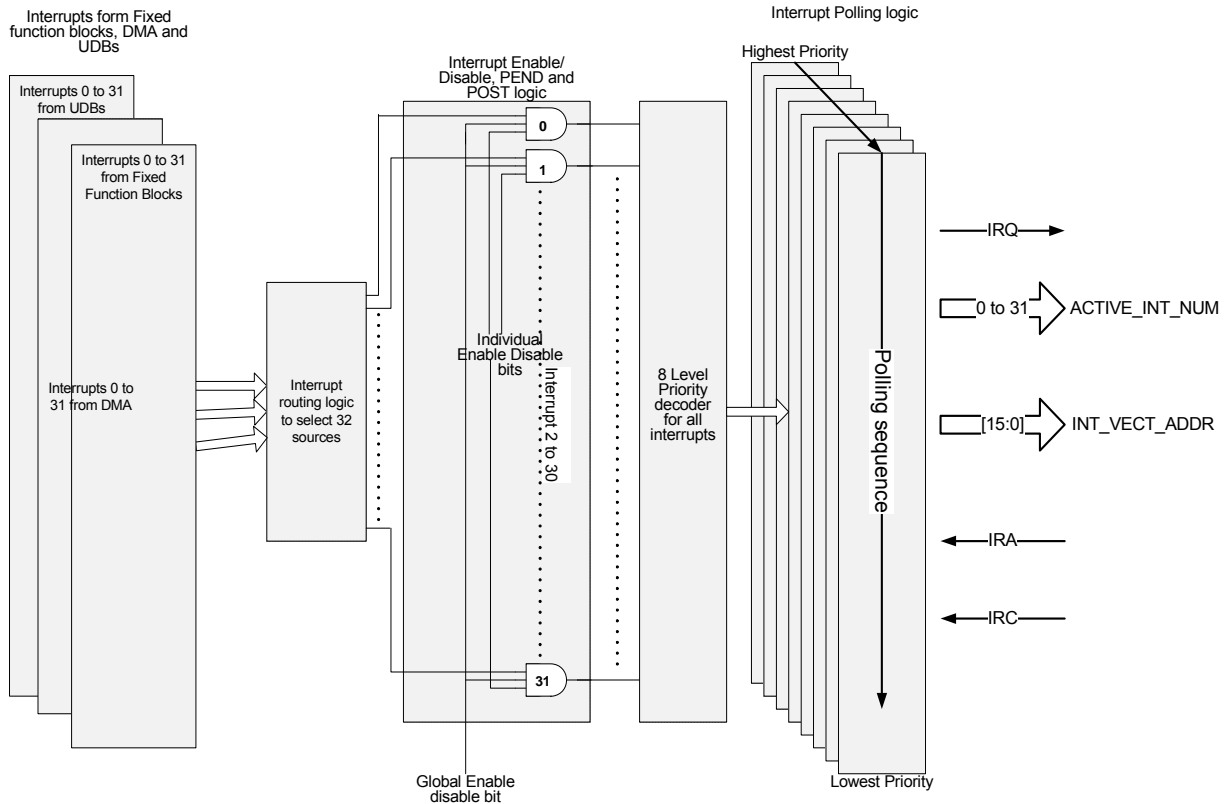 Interrupts form Fixed
function blocks, DMA and
UDBs
Interrupts 0 to 31
from UDBs
Interrupts 0 to 31
from Fixed
Function Blocks
Interrupts 0 to
31 from DMA
Interrupt
routing logic
to select 32
sources
Interrupt Enable/
Disable, PEND and
POST logic
0
1
Individual
Enable Disable
bits
Interrupt 2 to 30
31
Global Enable
disable bit
8 Level
Priority
decoder
for all
interrupts
Interrupt Polling logic
Highest Priority
Polling sequence
Lowest Priority
IRQ
0 to 31
ACTIVE_INT_NUM
[15:0]
INT_VECT_ADDR
IRA
IRC